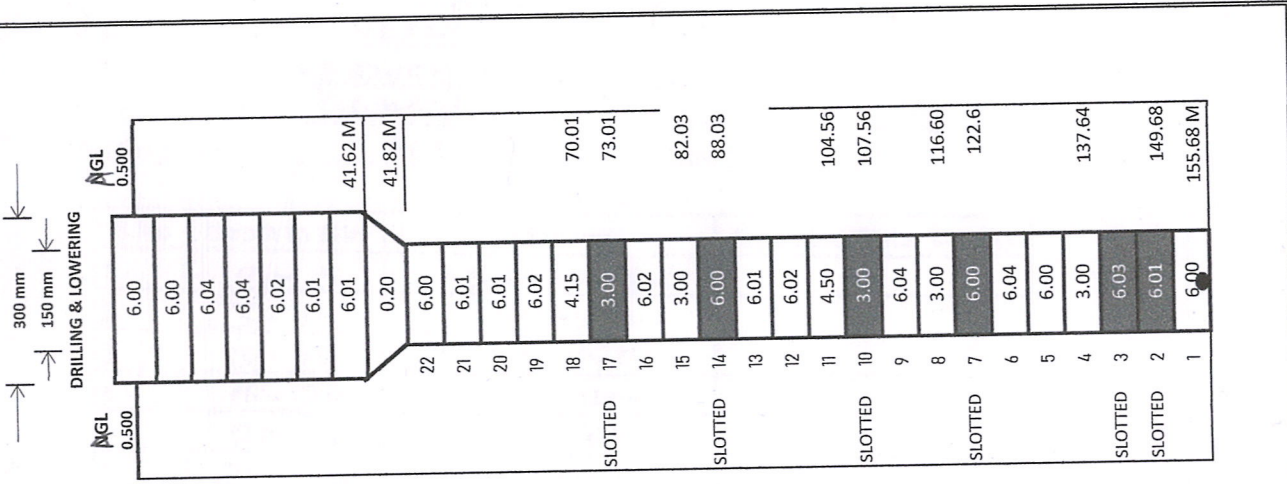 300 mm
150 mm
DRILLING & LOWERING
NGL NGL
0.500 0.500
6.00
6.00
6.04
6.04
6.02
6.01
6.01 41.62 M
0.20 41.82 M
22 6.00
21 6.01
20 6.01
19 6.02
18 4.15 70.01
SLOTTED 17 3.00 73.01
16 6.02
15 3.00 82.03
SLOTTED 14 6.00 88.03
13 6.01
12 6.02
11 4.50 104.56
SLOTTED 10 3.00 107.56
9 6.04
8 3.00 116.60
SLOTTED 7 6.00 122.6
6 6.04
5 6.00
4 3.00 137.64
SLOTTED 3 6.03
SLOTTED 2 6.01 149.68
1 6.00 155.68 M